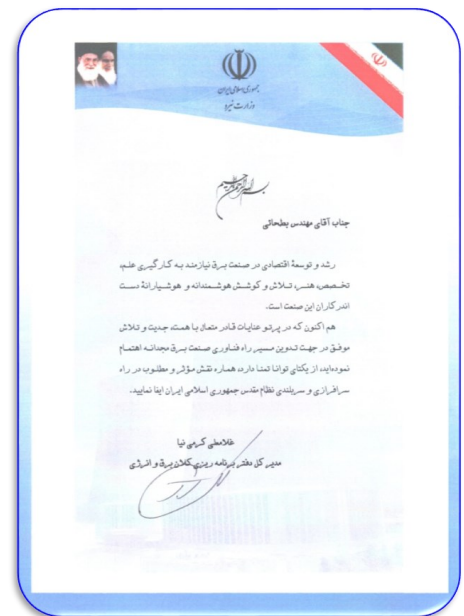 جمهوری اسلامی ایران
وزارت نیرو
بسم الله الرحمن الرحیم
جناب آقای مهندس بطحائی
رشد و توسعهٔ اقتصادی در صنعت برق نیازمند به کارگیری علم،
تخصص، هنر، تلاش و کوشش هوشمندانه و هوشیارانهٔ دست
اندرکاران این صنعت است.
هم اکنون که در پرتو عنایات قادر متعال با همت، جدیت و تلاش
موفق در جهت تدوین مسیر راه فناوری صنعت برق مجدانه اهتمام
نموده‌اید، از یکتای توانا تمنا دارد، همواره نقش مؤثر و مطلوب در راه
سرافرازی و سربلندی نظام مقدس جمهوری اسلامی ایران ایفا نمایید.
غلامعلی کرمی نیا
مدیر کل دفتر برنامه ریزی کلان برق و انرژی